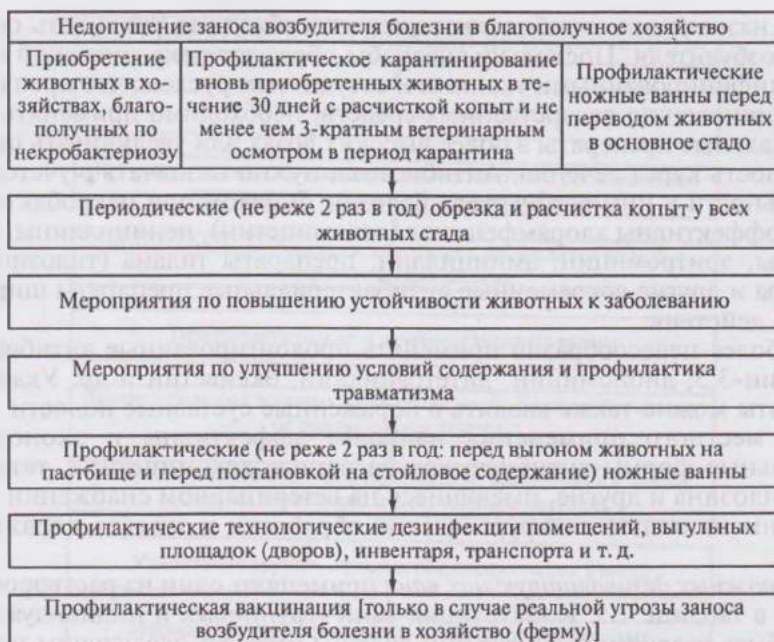 Недопущение заноса возбудителя болезни в благополучное хозяйство
Приобретение
животных в хо-
зяйствах, благо-
получных по
некробактериозу
Профилактическое карантинирование
вновь приобретенных животных в те-
чение 30 дней с расчисткой копыт и не
менее чем 3-кратным ветеринарным
осмотром в период карантина
Профилактические
ножные ванны перед
переводом животных
в основное стадо
Периодические (не реже 2 раз в год) обрезка и расчистка копыт у всех
животных стада
Мероприятия по повышению устойчивости животных к заболеванию
Мероприятия по улучшению условий содержания и профилактика
травматизма
Профилактические (не реже 2 раз в год: перед выгоном животных на
пастбище и перед постановкой на стойловое содержание) ножные ванны
Профилактические технологические дезинфекции помещений, выгульных
площадок (дворов), инвентаря, транспорта и т. д.
Профилактическая вакцинация [только в случае реальной угрозы заноса
возбудителя болезни в хозяйство (ферму)]